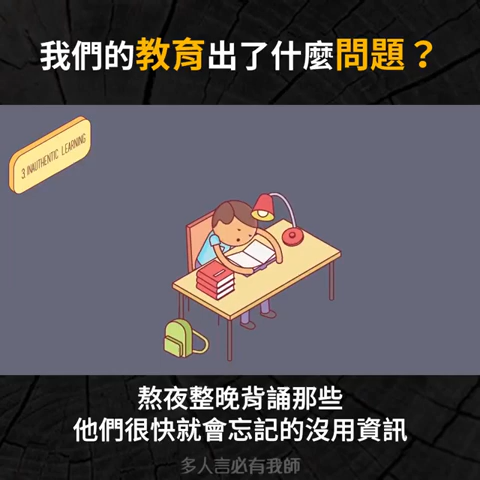 我們的教育出了什麼問題？
3 INAUTHENTIC LEARNING
熬夜整晚背誦那些
他們很快就會忘記的沒用資訊
多人言必有我師